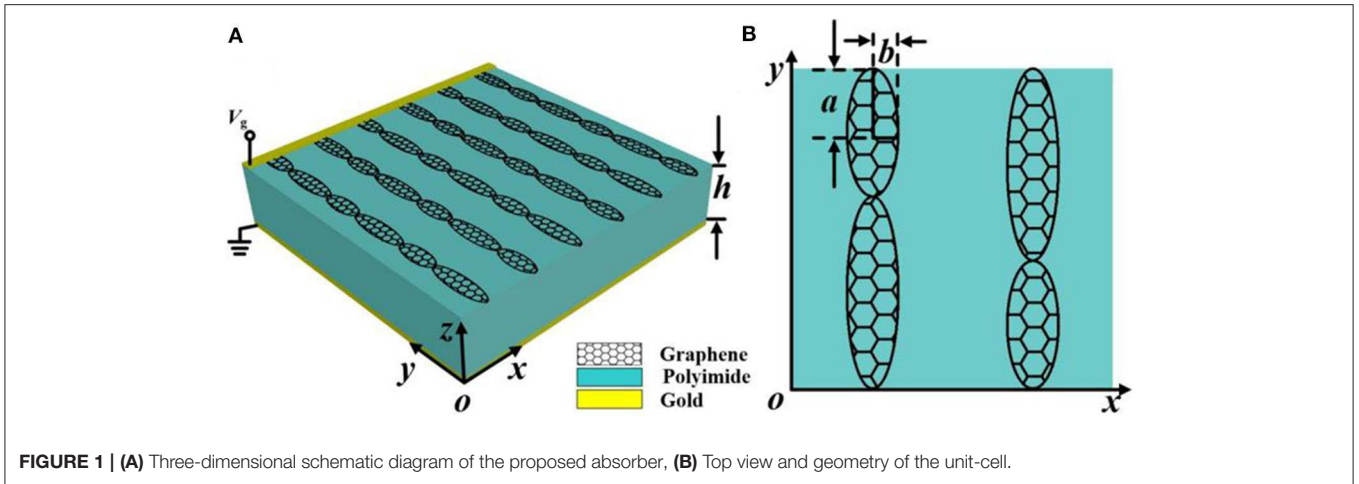 A
V_g
h
z
y
x
o
Graphene
Polyimide
Gold
B
b
y
a
o
x
FIGURE 1 | (A) Three-dimensional schematic diagram of the proposed absorber, (B) Top view and geometry of the unit-cell.